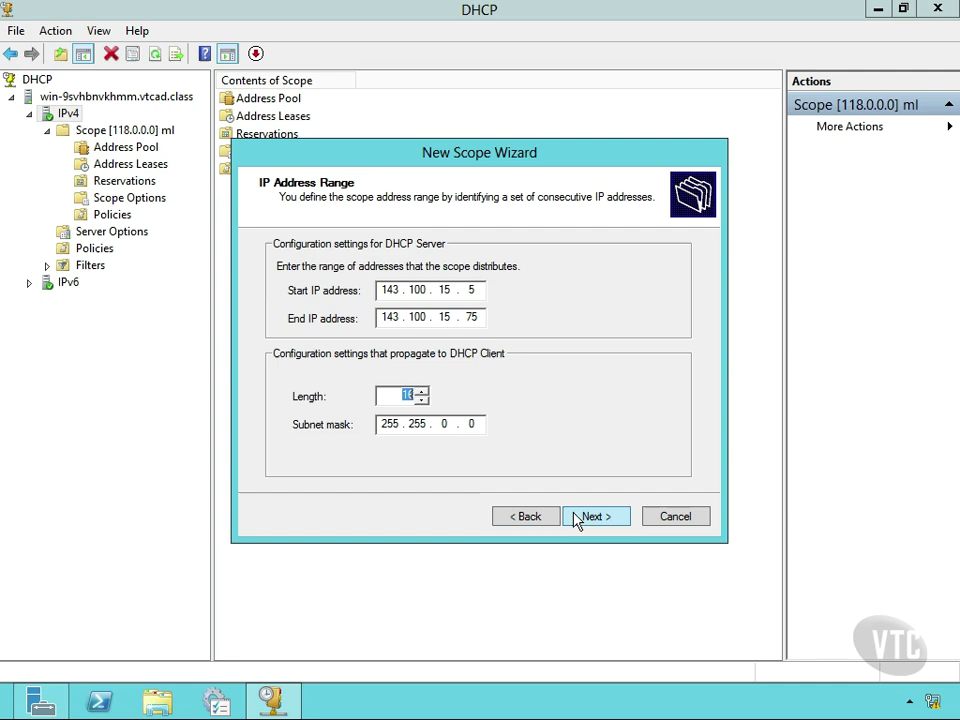 DHCP
File Action View Help
DHCP
win-9svhbnvkhmm.vtcad.class
IPv4
Scope [118.0.0.0] ml
Address Pool
Address Leases
Reservations
Scope Options
Policies
Server Options
Policies
Filters
IPv6
Contents of Scope
Address Pool
Address Leases
Reservations
New Scope Wizard
IP Address Range
You define the scope address range by identifying a set of consecutive IP addresses.
Configuration settings for DHCP Server
Enter the range of addresses that the scope distributes.
Start IP address: 143 . 100 . 15 . 5
End IP address: 143 . 100 . 15 . 75
Configuration settings that propagate to DHCP Client
Length: 16
Subnet mask: 255 . 255 . 0 . 0
< Back Next > Cancel
Actions
Scope [118.0.0.0] ml
More Actions
VTC